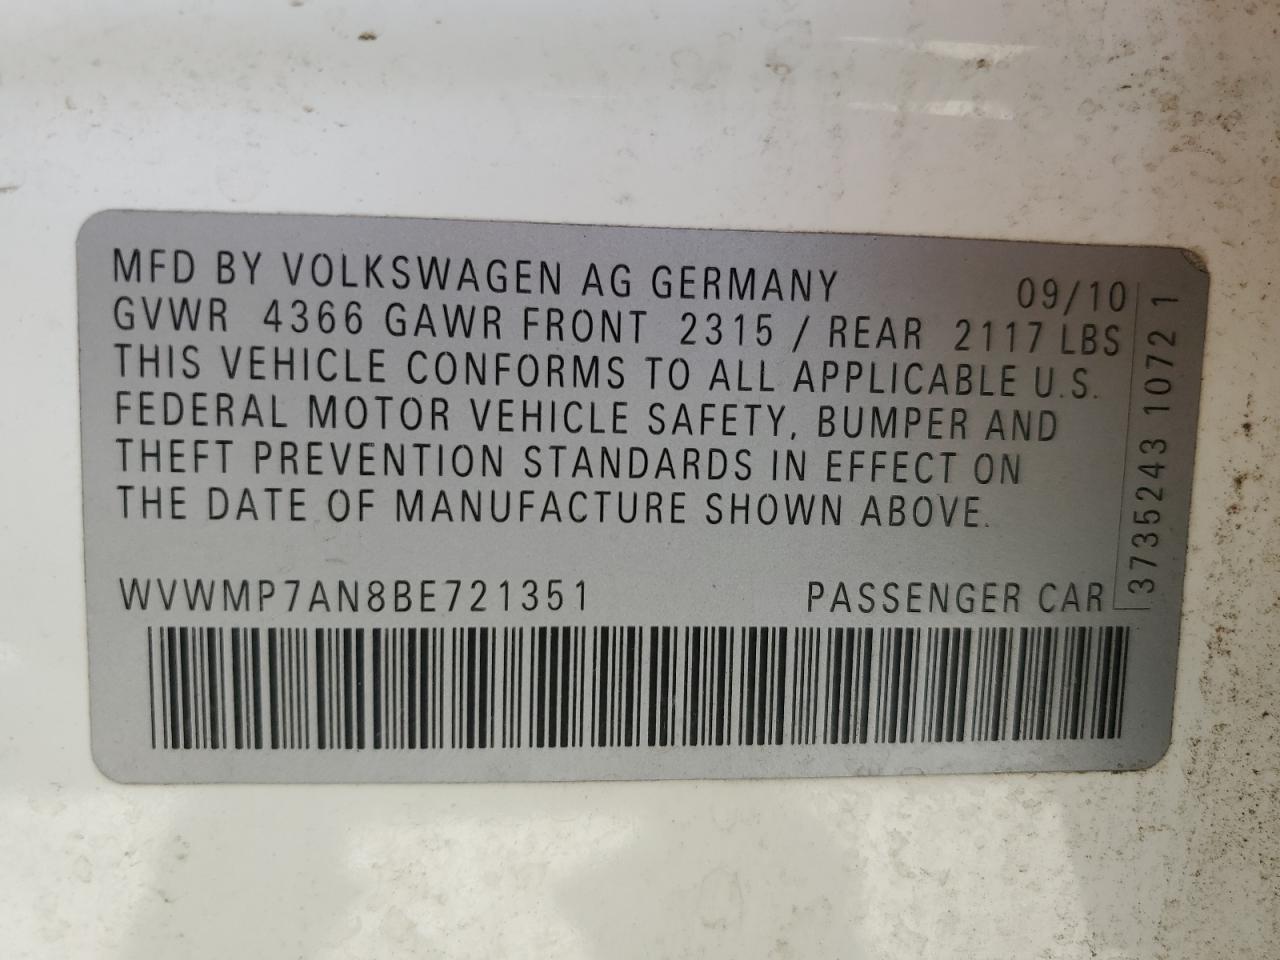 MFD BY VOLKSWAGEN AG GERMANY 09/10
GVWR 4366 GAWR FRONT 2315 / REAR 2117 LBS
THIS VEHICLE CONFORMS TO ALL APPLICABLE U.S.
FEDERAL MOTOR VEHICLE SAFETY, BUMPER AND
THEFT PREVENTION STANDARDS IN EFFECT ON
THE DATE OF MANUFACTURE SHOWN ABOVE.
WVWMP7AN8BE721351 PASSENGER CAR
3735243 1072 1